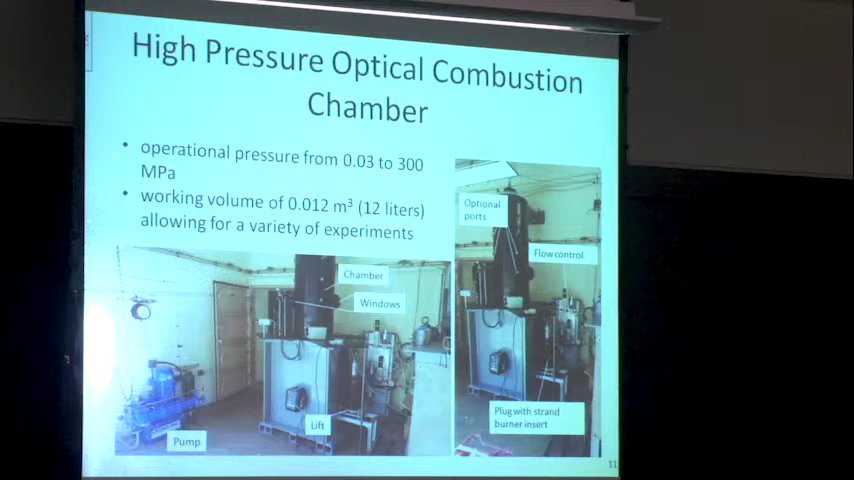 High Pressure Optical Combustion
Chamber
• operational pressure from 0.03 to 300
MPa
• working volume of 0.012 m³ (12 liters)
allowing for a variety of experiments
Chamber
Windows
Lift
Pump
Optional
ports
Flow control
Plug with strand
burner insert
11